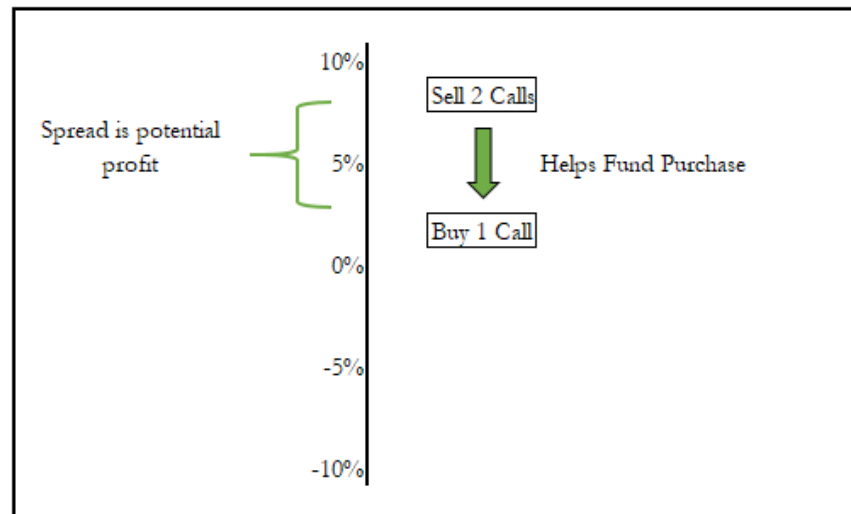 10%
Sell 2 Calls
Spread is potential
profit
5%
Helps Fund Purchase
Buy 1 Call
0%
-5%
-10%